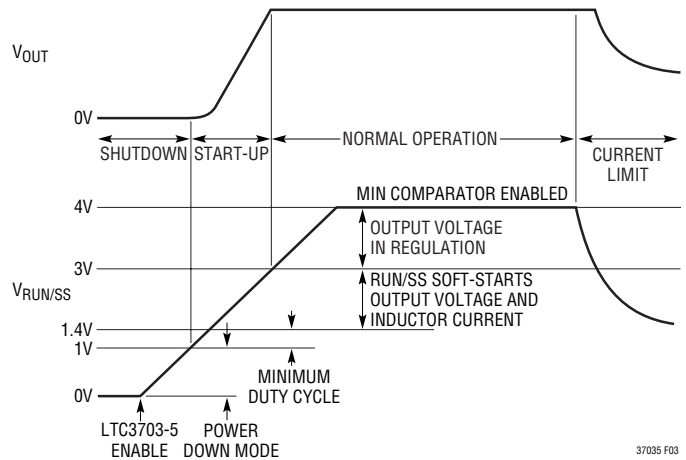 VOUT
0V
SHUTDOWN
START-UP
NORMAL OPERATION
CURRENT
LIMIT
MIN COMPARATOR ENABLED
4V
OUTPUT VOLTAGE
IN REGULATION
3V
VRUN/SS
RUN/SS SOFT-STARTS
OUTPUT VOLTAGE AND
INDUCTOR CURRENT
1.4V
1V
MINIMUM
DUTY CYCLE
0V
LTC3703-5
ENABLE
POWER
DOWN MODE
37035 F03